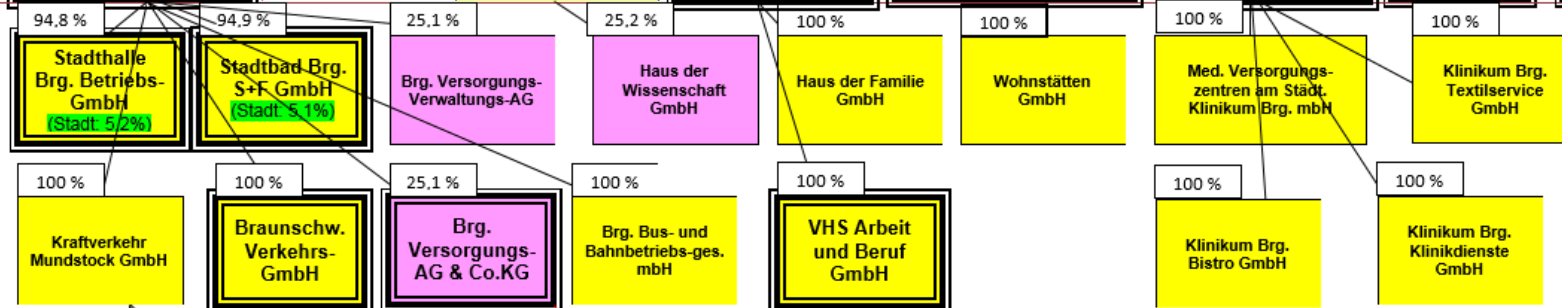 94,8 %
Stadthalle
Brg. Betriebs-
GmbH
(Stadt: 5,2%)
94,9 %
Stadtbad Brg.
S+F GmbH
(Stadt: 5,1%)
25,1 %
Brg. Versorgungs-
Verwaltungs-AG
25,2 %
Haus der
Wissenschaft
GmbH
100 %
Haus der Familie
GmbH
100 %
Wohnstätten
GmbH
100 %
Med. Versorgungs-
zentren am Städt.
Klinikum Brg. mbH
100 %
Klinikum Brg.
Textilservice
GmbH
100 %
Kraftverkehr
Mundstock GmbH
100 %
Braunschw.
Verkehrs-
GmbH
25,1 %
Brg.
Versorgungs-
AG & Co.KG
100 %
Brg. Bus- und
Bahnbetriebs-ges.
mbH
100 %
VHS Arbeit
und Beruf
GmbH
100 %
Klinikum Brg.
Bistro GmbH
100 %
Klinikum Brg.
Klinikdienste
GmbH